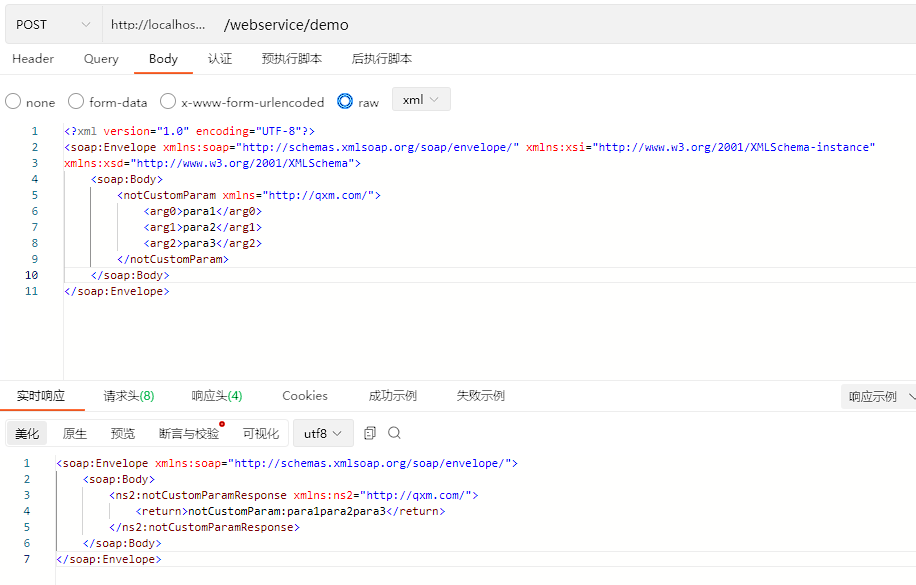 POST http://localhos... /webservice/demo
Header Query Body 认证 预执行脚本 后执行脚本
none form-data x-www-form-urlencoded raw xml
1 <?xml version="1.0" encoding="UTF-8"?>
2 <soap:Envelope xmlns:soap="http://schemas.xmlsoap.org/soap/envelope/" xmlns:xsi="http://www.w3.org/2001/XMLSchema-instance"
3 xmlns:xsd="http://www.w3.org/2001/XMLSchema">
4 <soap:Body>
5 <notCustomParam xmlns="http://qxm.com/">
6 <arg0>para1</arg0>
7 <arg1>para2</arg1>
8 <arg2>para3</arg2>
9 </notCustomParam>
10 </soap:Body>
11 </soap:Envelope>
实时响应 请求头(8) 响应头(4) Cookies 成功示例 失败示例 响应示例
美化 原生 预览 断言与校验 可视化 utf8
1 <soap:Envelope xmlns:soap="http://schemas.xmlsoap.org/soap/envelope/">
2 <soap:Body>
3 <ns2:notCustomParamResponse xmlns:ns2="http://qxm.com/">
4 <return>notCustomParam:para1para2para3</return>
5 </ns2:notCustomParamResponse>
6 </soap:Body>
7 </soap:Envelope>